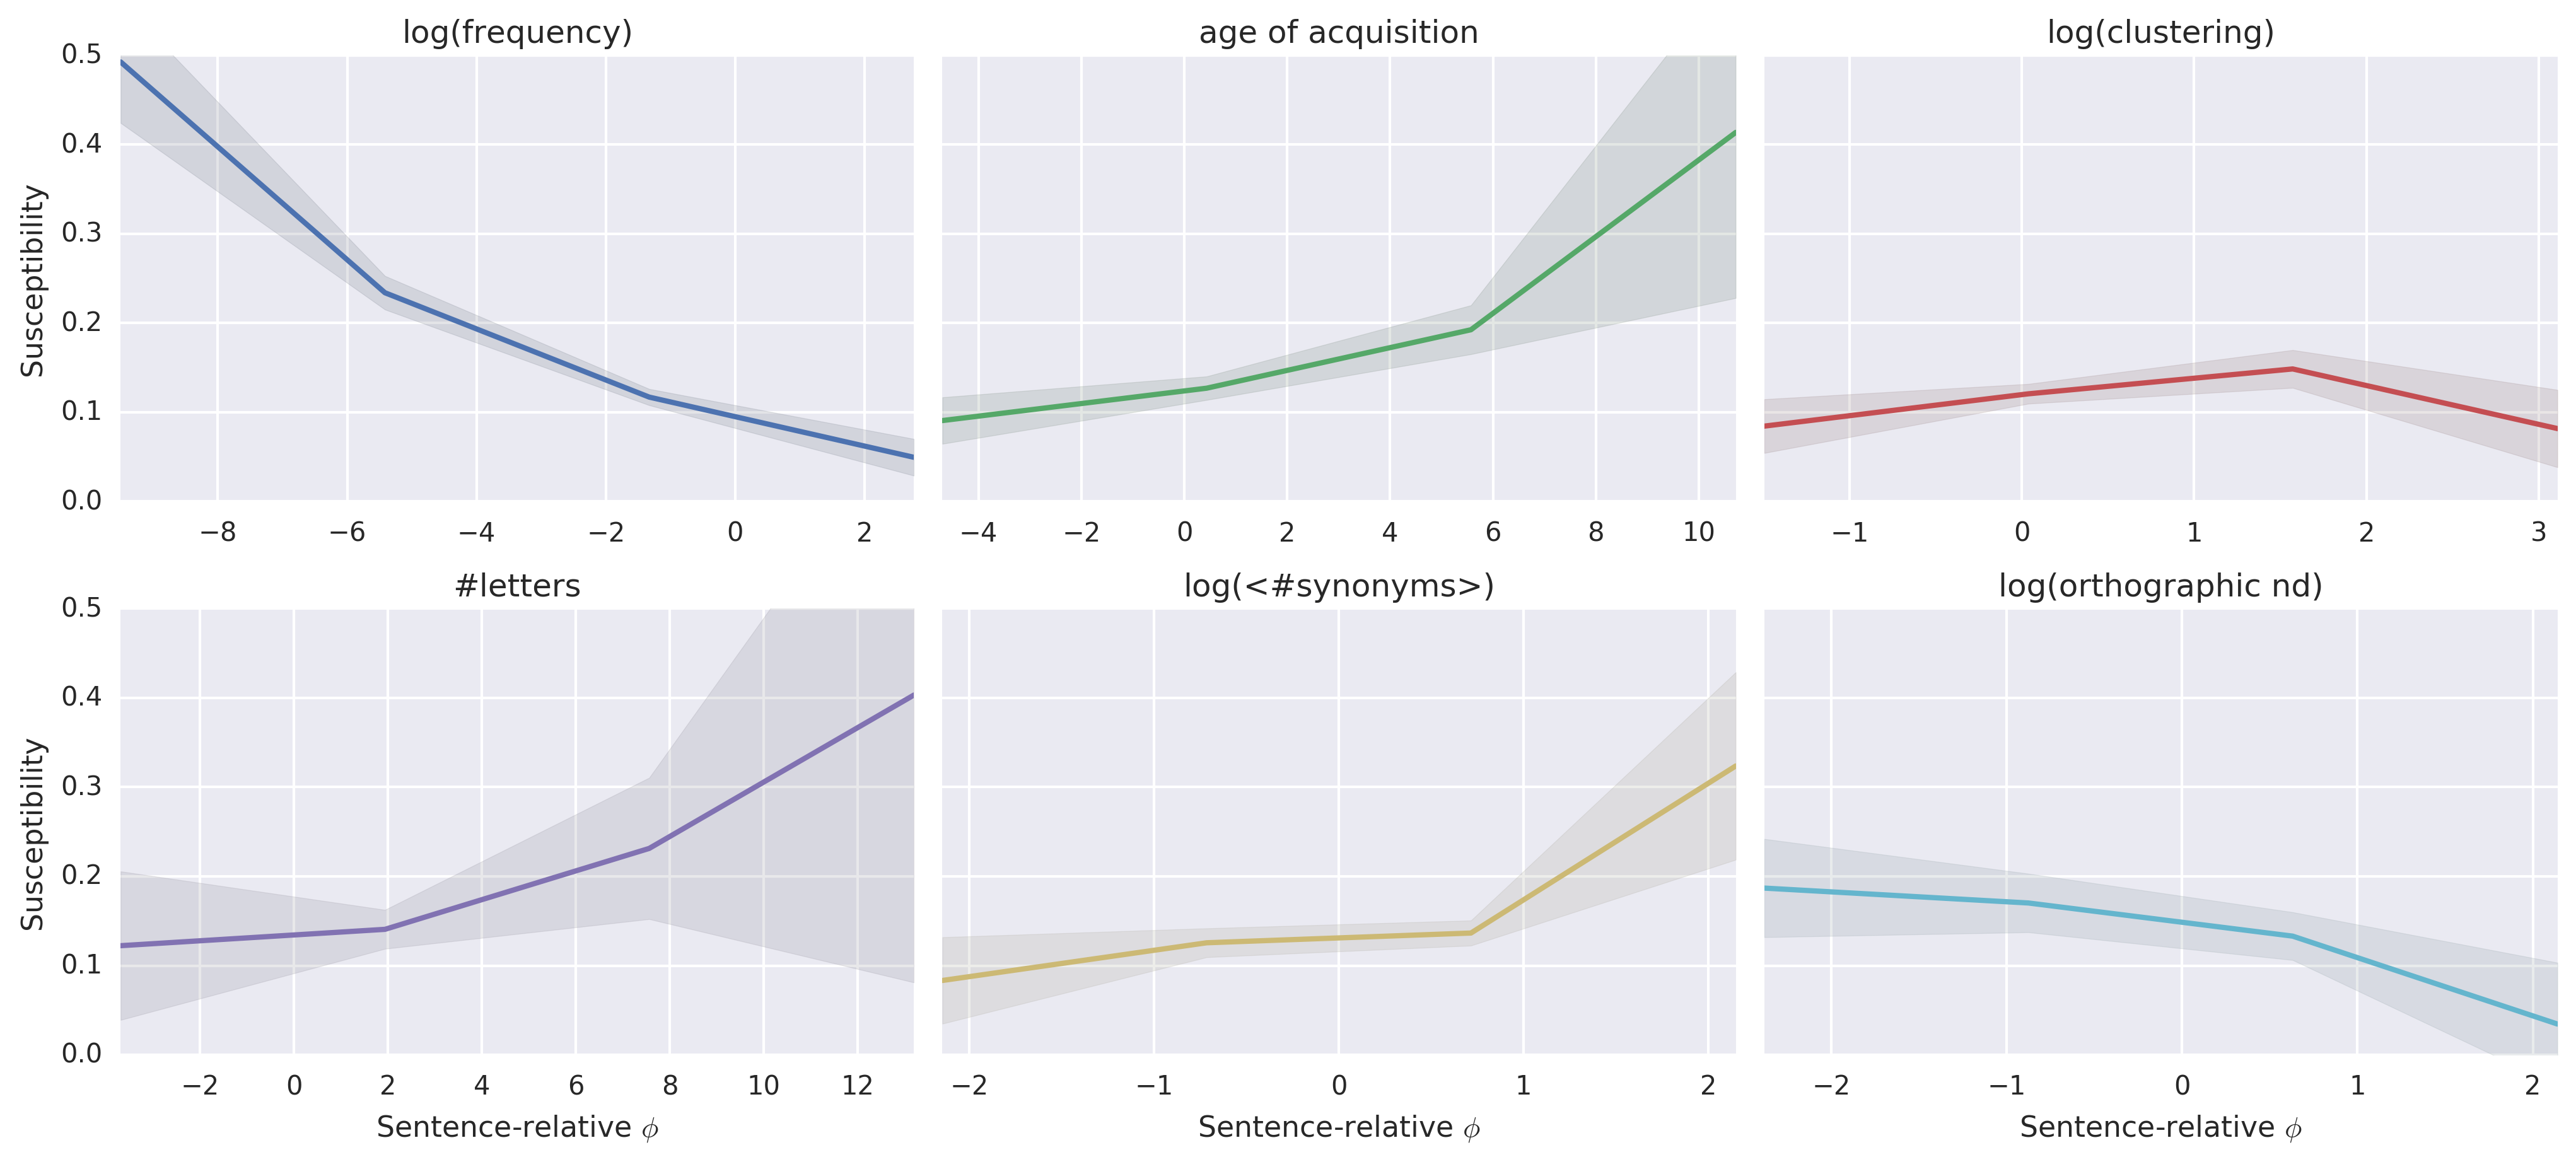 log(frequency) age of acquisition log(clustering)
0.5
0.4
0.3
0.2
0.1
0.0
Susceptibility
−8 −6 −4 −2 0 2 −4 −2 0 2 4 6 8 10 −1 0 1 2 3
#letters log(<#synonyms>) log(orthographic nd)
0.5
0.4
0.3
0.2
0.1
0.0
Susceptibility
−2 0 2 4 6 8 10 12 −2 −1 0 1 2 −2 −1 0 1 2
Sentence-relative ϕ Sentence-relative ϕ Sentence-relative ϕ